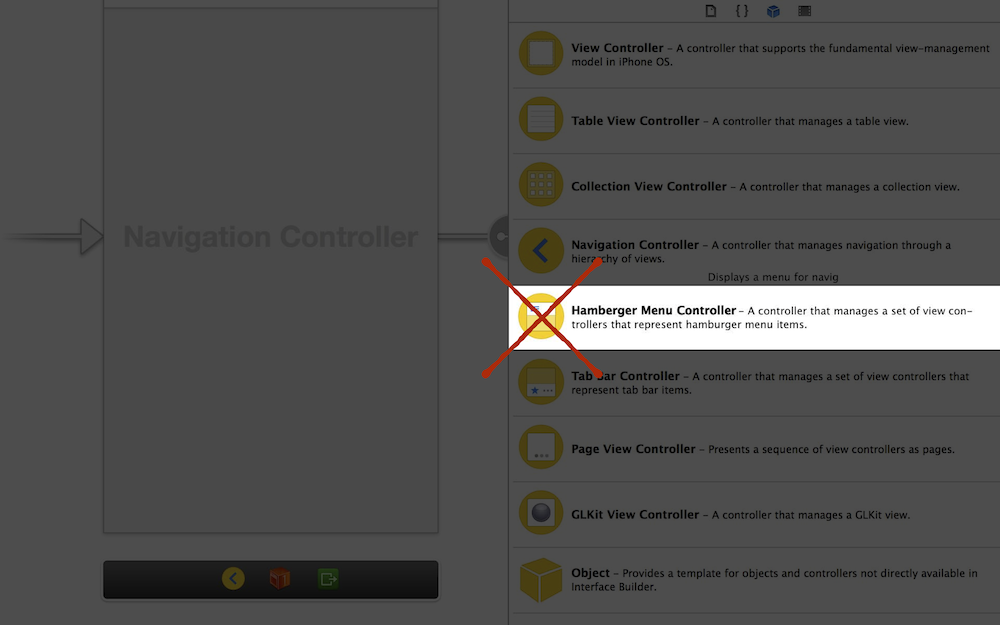 View Controller – A controller that supports the fundamental view-management
model in iPhone OS.
Table View Controller – A controller that manages a table view.
Collection View Controller – A controller that manages a collection view.
Navigation Controller
Navigation Controller – A controller that manages navigation through a
hierarchy of views.
Displays a menu for navig
Hamberger Menu Controller – A controller that manages a set of view con-
trollers that represent hamburger menu items.
Tab Bar Controller – A controller that manages a set of view controllers that
represent tab bar items.
Page View Controller – Presents a sequence of view controllers as pages.
GLKit View Controller – A controller that manages a GLKit view.
Object – Provides a template for objects and controllers not directly available in
Interface Builder.